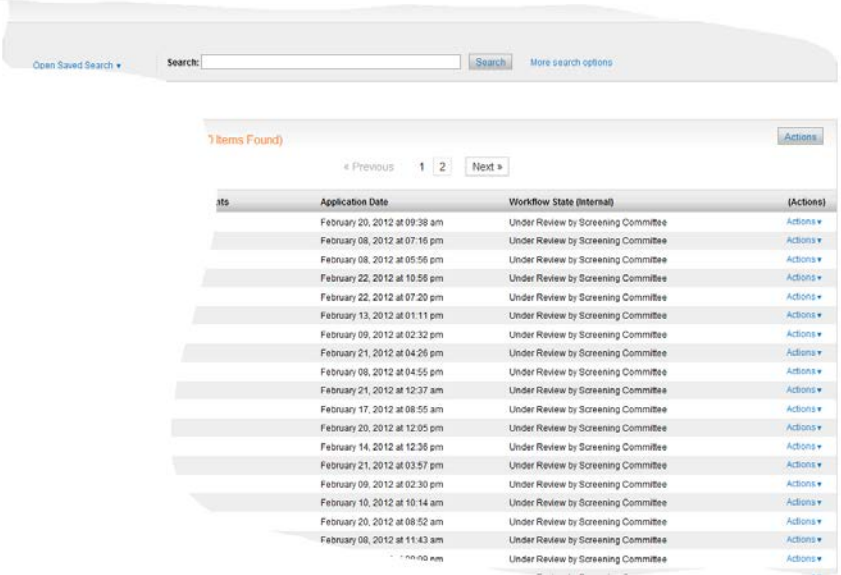 Open Saved Search ▾ Search: Search More search options
Items Found) Actions
« Previous 1 2 Next »
nts Application Date Workflow State (Internal) (Actions)
February 20, 2012 at 09:38 am Under Review by Screening Committee Actions ▾
February 08, 2012 at 07:16 pm Under Review by Screening Committee Actions ▾
February 08, 2012 at 05:56 pm Under Review by Screening Committee Actions ▾
February 22, 2012 at 10:56 pm Under Review by Screening Committee Actions ▾
February 22, 2012 at 07:20 pm Under Review by Screening Committee Actions ▾
February 13, 2012 at 01:11 pm Under Review by Screening Committee Actions ▾
February 09, 2012 at 02:32 pm Under Review by Screening Committee Actions ▾
February 21, 2012 at 04:26 pm Under Review by Screening Committee Actions ▾
February 08, 2012 at 04:55 pm Under Review by Screening Committee Actions ▾
February 21, 2012 at 12:37 am Under Review by Screening Committee Actions ▾
February 17, 2012 at 08:55 am Under Review by Screening Committee Actions ▾
February 20, 2012 at 12:05 pm Under Review by Screening Committee Actions ▾
February 14, 2012 at 12:36 pm Under Review by Screening Committee Actions ▾
February 21, 2012 at 03:57 pm Under Review by Screening Committee Actions ▾
February 09, 2012 at 02:30 pm Under Review by Screening Committee Actions ▾
February 10, 2012 at 10:14 am Under Review by Screening Committee Actions ▾
February 20, 2012 at 08:52 am Under Review by Screening Committee Actions ▾
February 08, 2012 at 11:43 am Under Review by Screening Committee Actions ▾
pm Under Review by Screening Committee Actions ▾